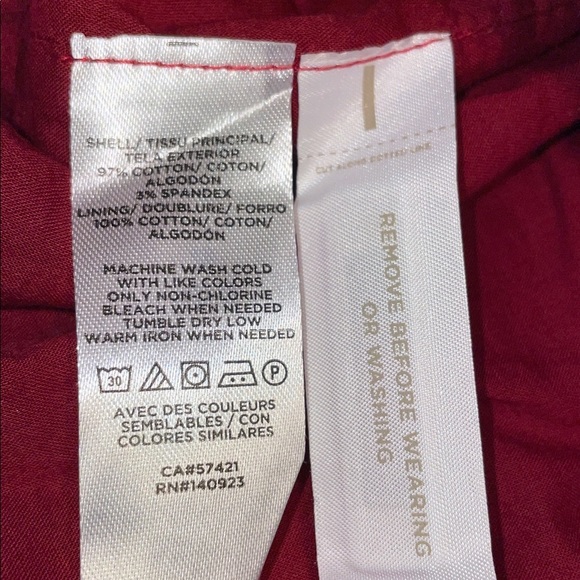 SHELL/ TISSU PRINCIPAL/
TELA EXTERIOR
97% COTTON/ COTON/
ALGODÓN
3% SPANDEX
LINING/ DOUBLURE/ FORRO
100% COTTON/ COTON/
ALGODÓN
MACHINE WASH COLD
WITH LIKE COLORS
ONLY NON-CHLORINE
BLEACH WHEN NEEDED
TUMBLE DRY LOW
WARM IRON WHEN NEEDED
30 P
AVEC DES COULEURS
SEMBLABLES / CON
COLORES SIMILARES
CA#57421
RN#140923
CUT ALONG DOTTED LINE
REMOVE BEFORE WEARING
OR WASHING